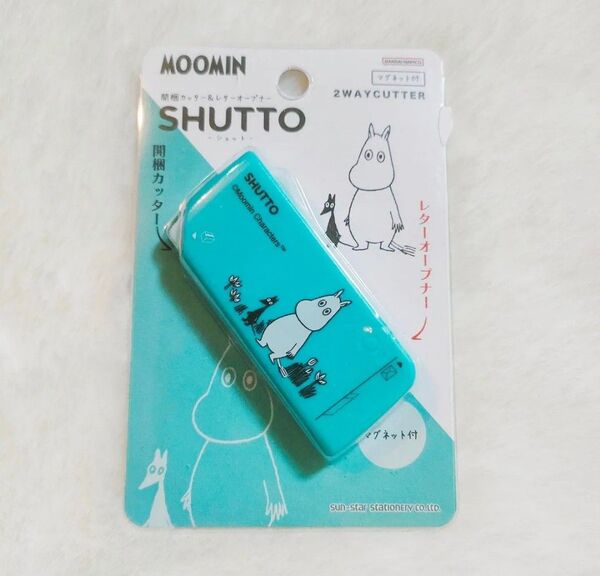 MOOMIN
BANDAI NAMCO
マグネット付
2WAYCUTTER
開梱カッター&レターオープナー
SHUTTO
-シュット-
開梱カッター
レターオープナー
SHUTTO
©Moomin Characters™
マグネット付
sun-star stationery co.,ltd.